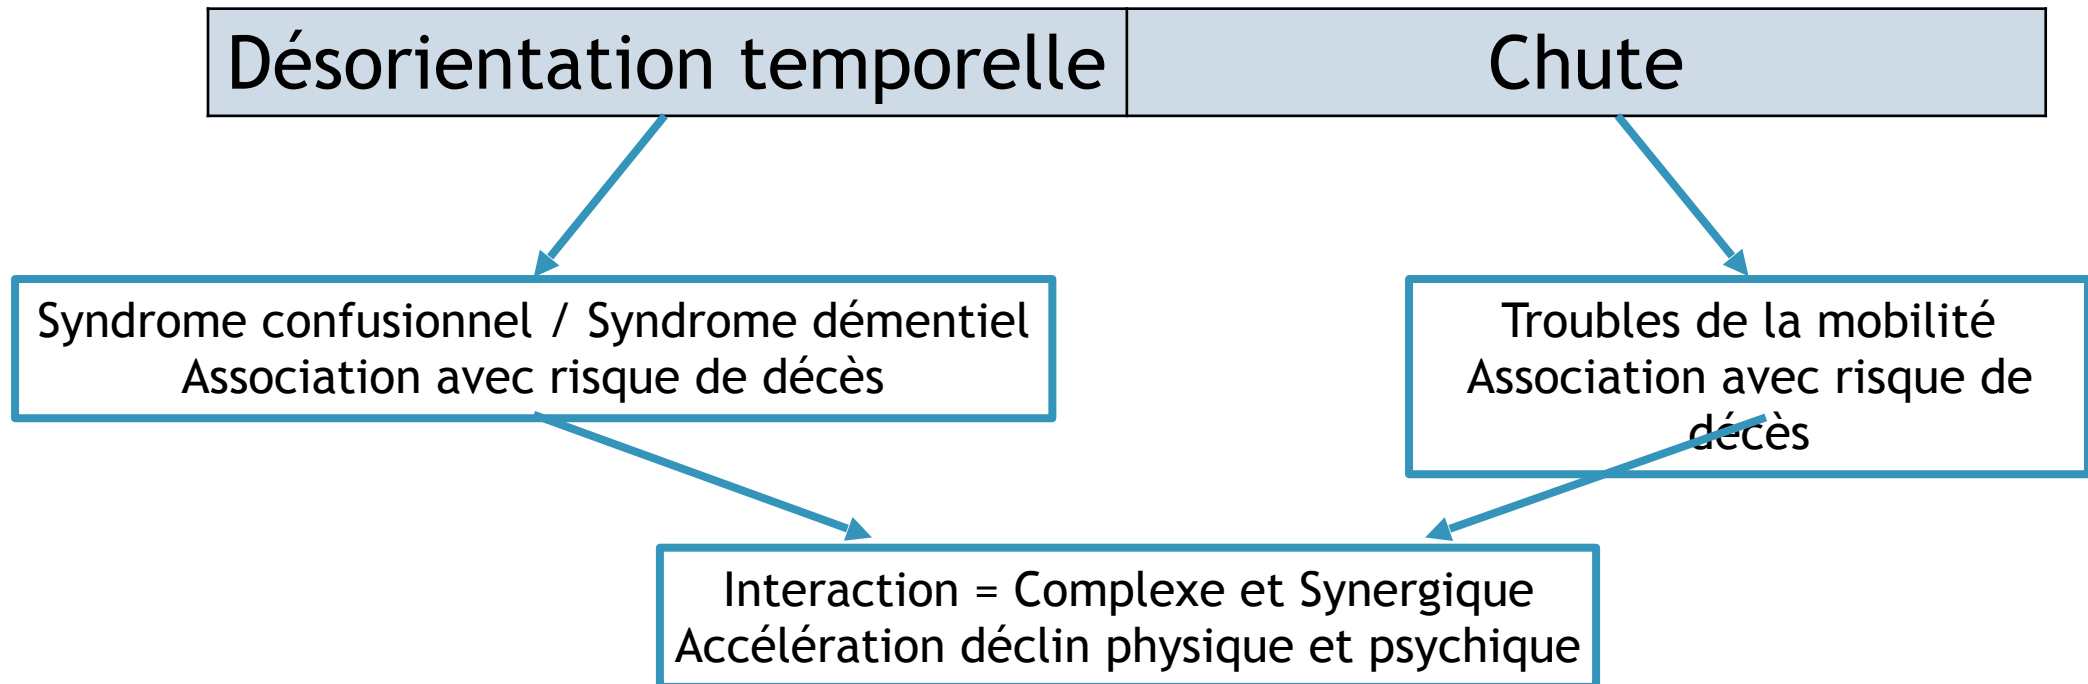 Désorientation temporelle
Chute
Syndrome confusionnel / Syndrome démentiel
Association avec risque de décès
Troubles de la mobilité
Association avec risque de
décès
Interaction = Complexe et Synergique
Accélération déclin physique et psychique